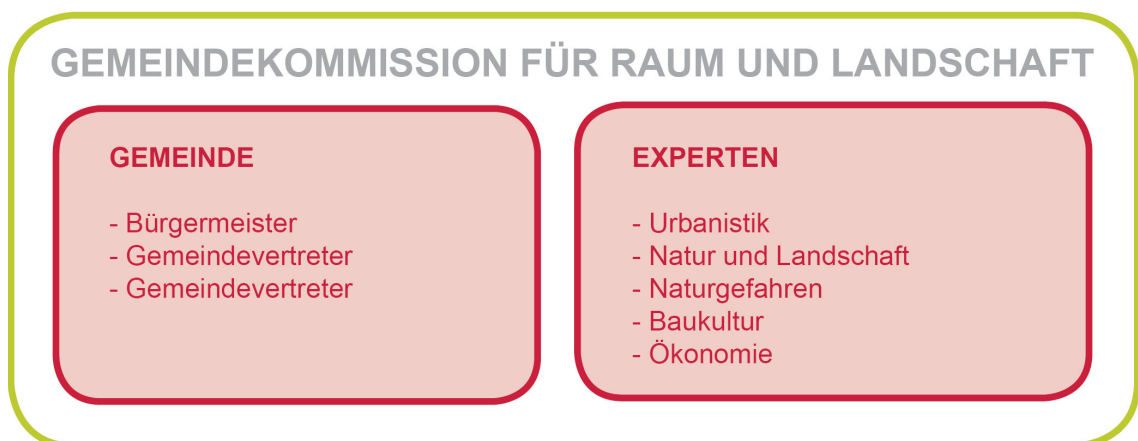 GEMEINDEKOMMISSION FÜR RAUM UND LANDSCHAFT
GEMEINDE
- Bürgermeister
- Gemeindevertreter
- Gemeindevertreter
EXPERTEN
- Urbanistik
- Natur und Landschaft
- Naturgefahren
- Baukultur
- Ökonomie